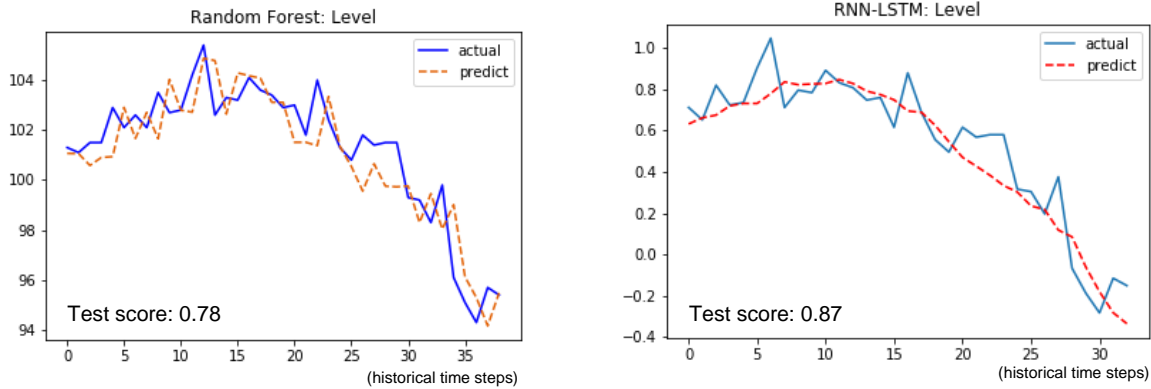 Random Forest: Level
actual
predict
104
102
100
98
96
94
Test score: 0.78
0 5 10 15 20 25 30 35
(historical time steps)
RNN-LSTM: Level
actual
predict
1.0
0.8
0.6
0.4
0.2
0.0
−0.2
−0.4
Test score: 0.87
0 5 10 15 20 25 30
(historical time steps)